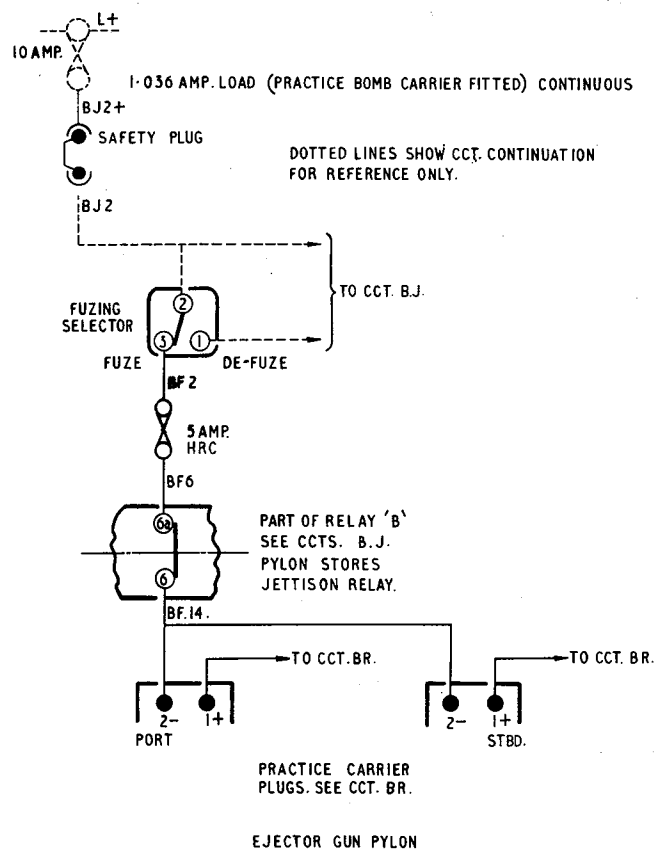 L+
10 AMP.
1·036 AMP. LOAD (PRACTICE BOMB CARRIER FITTED) CONTINUOUS
BJ2+
SAFETY PLUG
DOTTED LINES SHOW CCT. CONTINUATION
FOR REFERENCE ONLY.
BJ2
TO CCT. B.J.
2
FUZING
SELECTOR
3
1
FUZE
DE-FUZE
BF2
5 AMP.
HRC
BF6
6a
PART OF RELAY 'B'
SEE CCTS. B.J.
PYLON STORES
JETTISON RELAY.
6
BF.14.
TO CCT. BR.
TO CCT. BR.
2-
1+
2-
1+
PORT
STBD.
PRACTICE CARRIER
PLUGS. SEE CCT. BR.
EJECTOR GUN PYLON